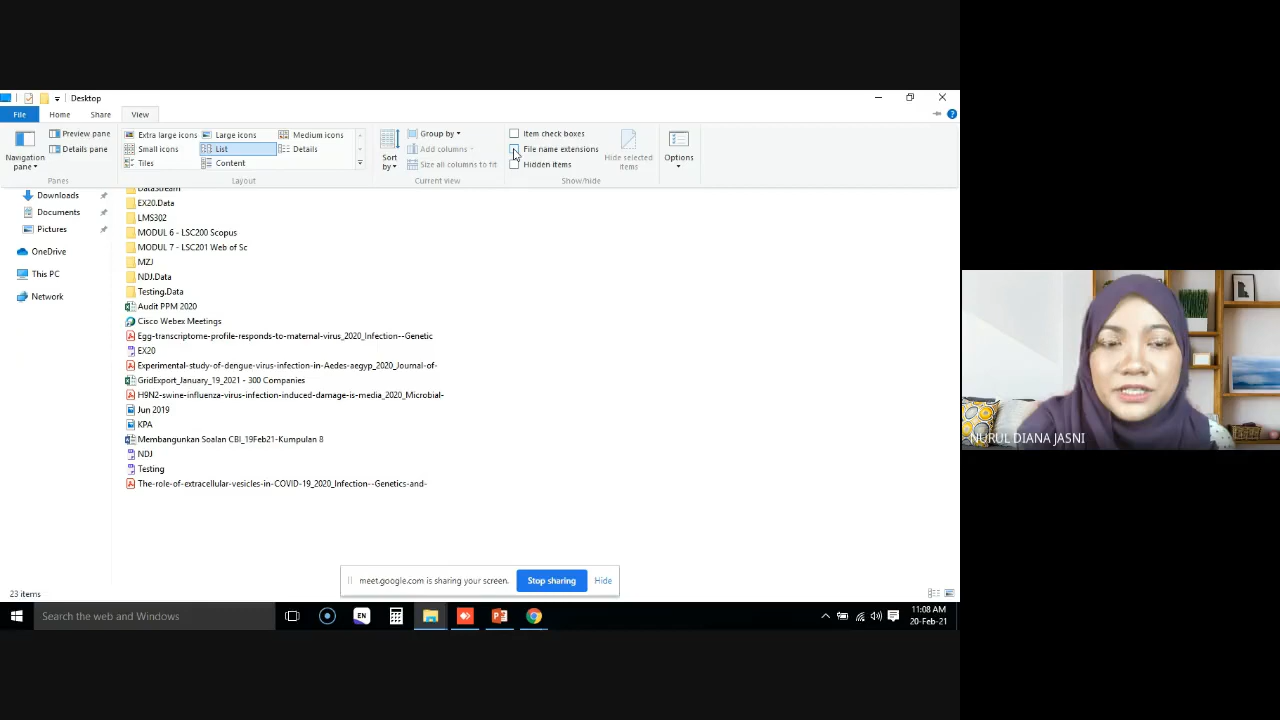 Desktop
File Home Share View
Navigation pane
Preview pane
Details pane
Panes
Extra large icons Large icons Medium icons
Small icons List Details
Tiles Content
Layout
Sort by
Group by
Add columns
Size all columns to fit
Current view
Item check boxes
File name extensions
Hidden items
Hide selected items
Show/hide
Options
Downloads
Documents
Pictures
OneDrive
This PC
Network
DataStream
EX20.Data
LMS302
MODUL 6 - LSC200 Scopus
MODUL 7 - LSC201 Web of Sc
MZJ
NDJ.Data
Testing.Data
Audit PPM 2020
Cisco Webex Meetings
Egg-transcriptome-profile-responds-to-maternal-virus_2020_Infection--Genetic
EX20
Experimental-study-of-dengue-virus-infection-in-Aedes-aegyp_2020_Journal-of-
GridExport_January_19_2021 - 300 Companies
H9N2-swine-influenza-virus-infection-induced-damage-is-media_2020_Microbial-
Jun 2019
KPA
Membangunkan Soalan CBI_19Feb21-Kumpulan 8
NDJ
Testing
The-role-of-extracellular-vesicles-in-COVID-19_2020_Infection--Genetics-and-
meet.google.com is sharing your screen. Stop sharing Hide
23 items
Search the web and Windows
EN
11:08 AM
20-Feb-21
NURUL DIANA JASNI